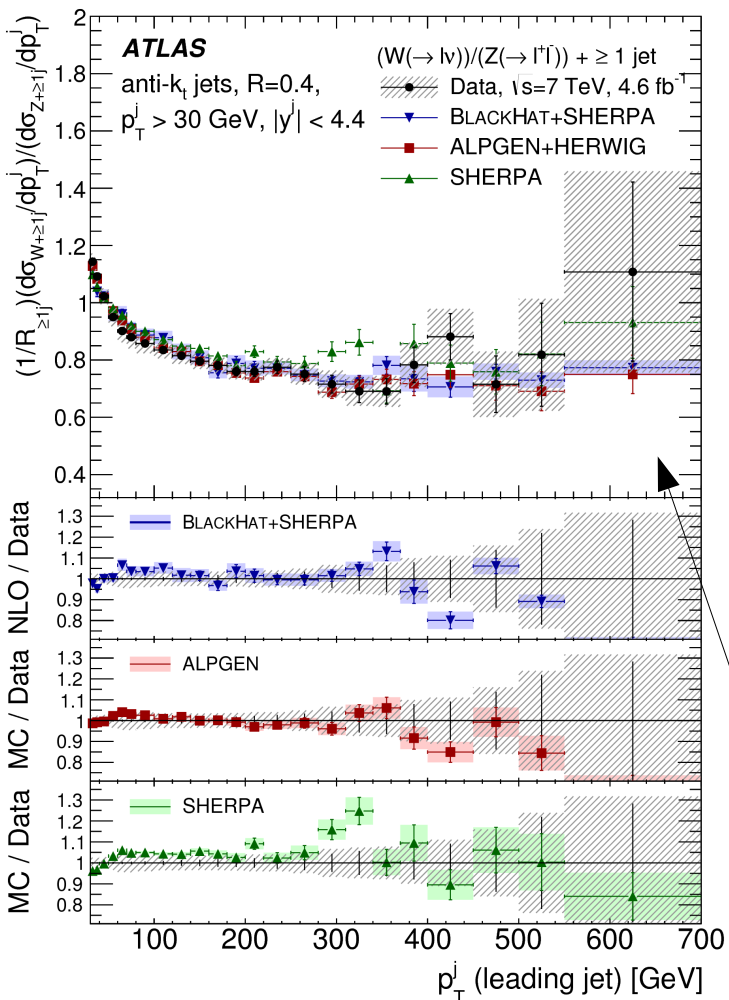 ATLAS
anti-k_t jets, R=0.4,
p_T^j > 30 GeV, |y^j| < 4.4
(W(→ lν))/(Z(→ l⁺l⁻)) + ≥ 1 jet
Data, √s=7 TeV, 4.6 fb⁻¹
BLACKHAT+SHERPA
ALPGEN+HERWIG
SHERPA
(1/R_≥1j)(dσ_W+≥1j/dp_T^j)/(dσ_Z+≥1j/dp_T^j)
2
1.8
1.6
1.4
1.2
1
0.8
0.6
0.4
NLO / Data
BLACKHAT+SHERPA
1.3
1.2
1.1
1
0.9
0.8
MC / Data
ALPGEN
1.3
1.2
1.1
1
0.9
0.8
MC / Data
SHERPA
1.3
1.2
1.1
1
0.9
0.8
100 200 300 400 500 600 700
p_T^j (leading jet) [GeV]